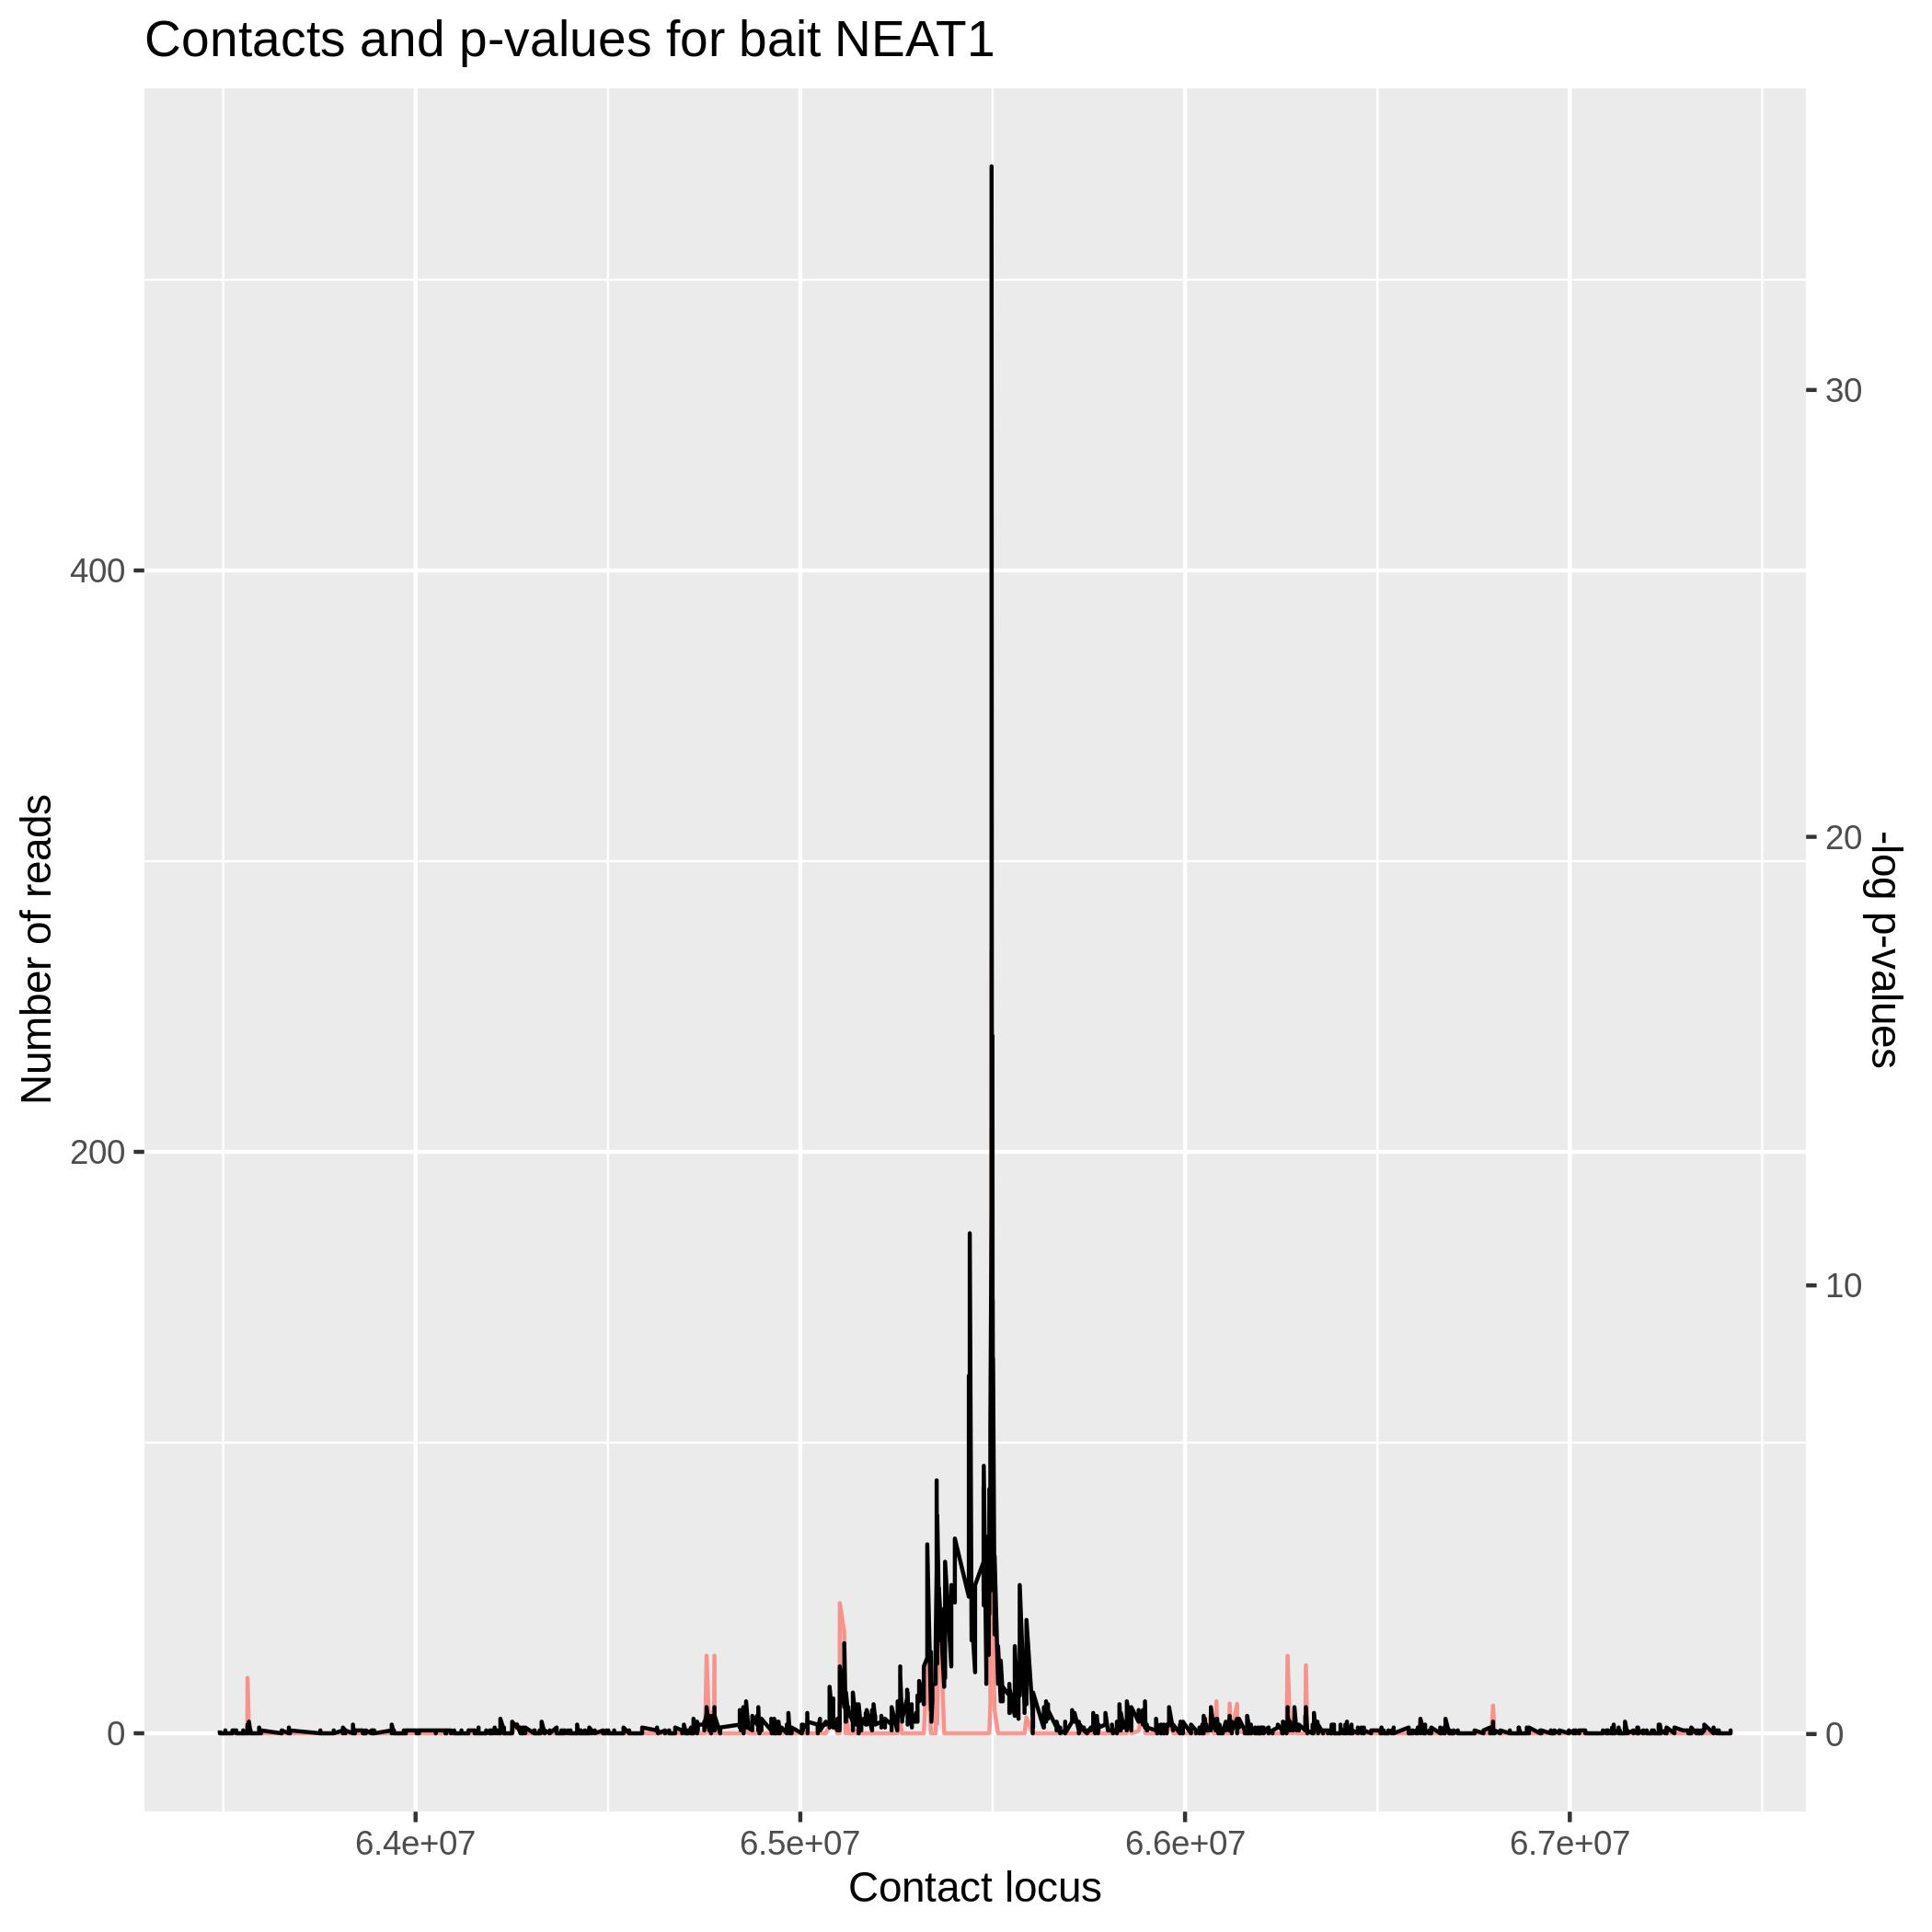 Contacts and p-values for bait NEAT1
Number of reads
400
200
0
30
20
10
0
-log p-values
6.4e+07 6.5e+07 6.6e+07 6.7e+07
Contact locus